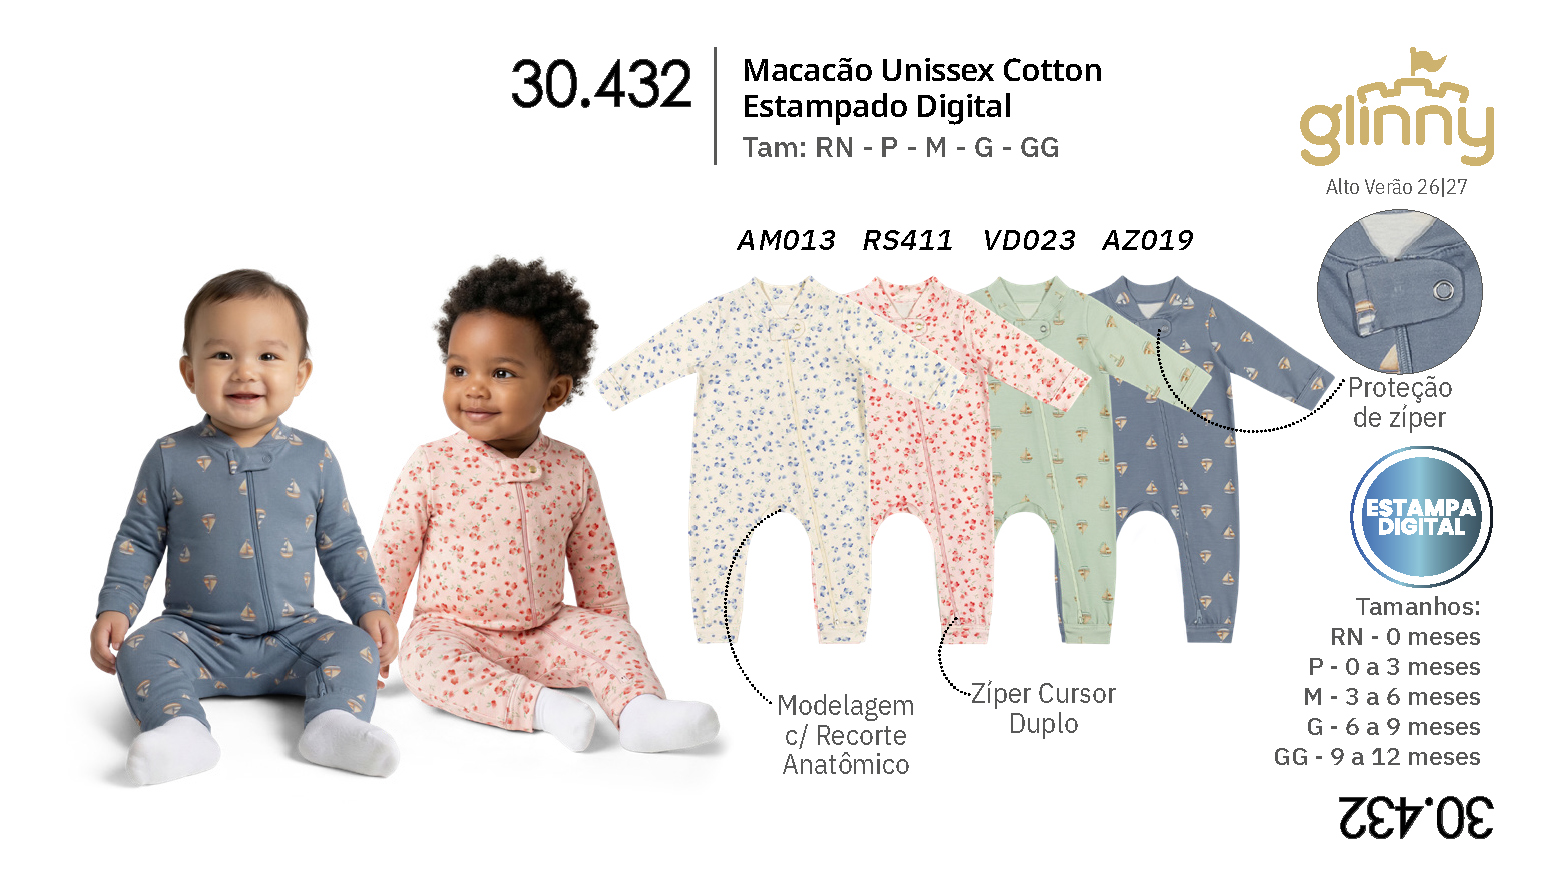 30.432
Macacão Unissex Cotton
Estampado Digital
Tam: RN - P - M - G - GG
glinny
Alto Verão 26|27
AM013 RS411 VD023 AZ019
Proteção
de zíper
ESTAMPA
DIGITAL
Modelagem
c/ Recorte
Anatômico
Zíper Cursor
Duplo
Tamanhos:
RN - 0 meses
P - 0 a 3 meses
M - 3 a 6 meses
G - 6 a 9 meses
GG - 9 a 12 meses
30.432